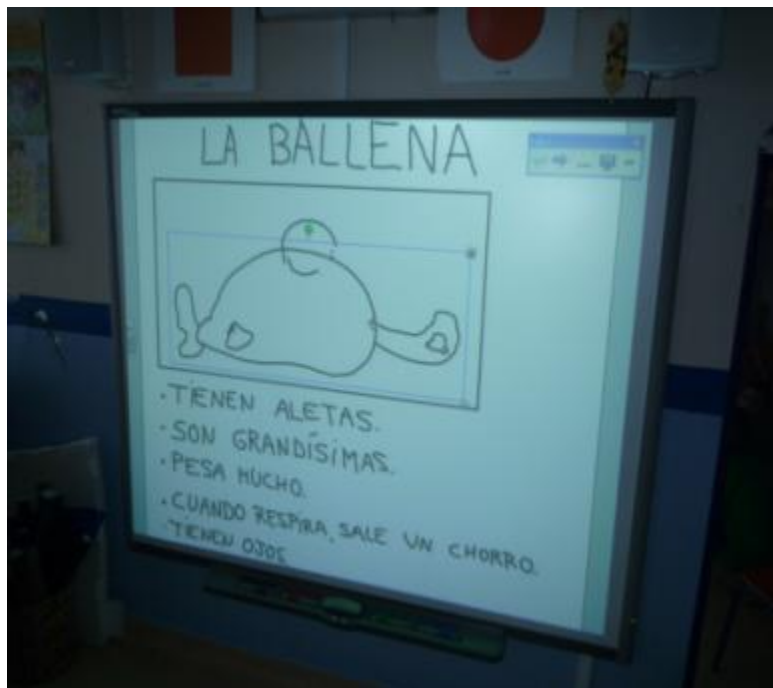 LA BALLENA
· TIENEN ALETAS.
· SON GRANDÍSIMAS.
· PESA MUCHO.
· CUANDO RESPIRA, SALE UN CHORRO.
TIENEN OJOS